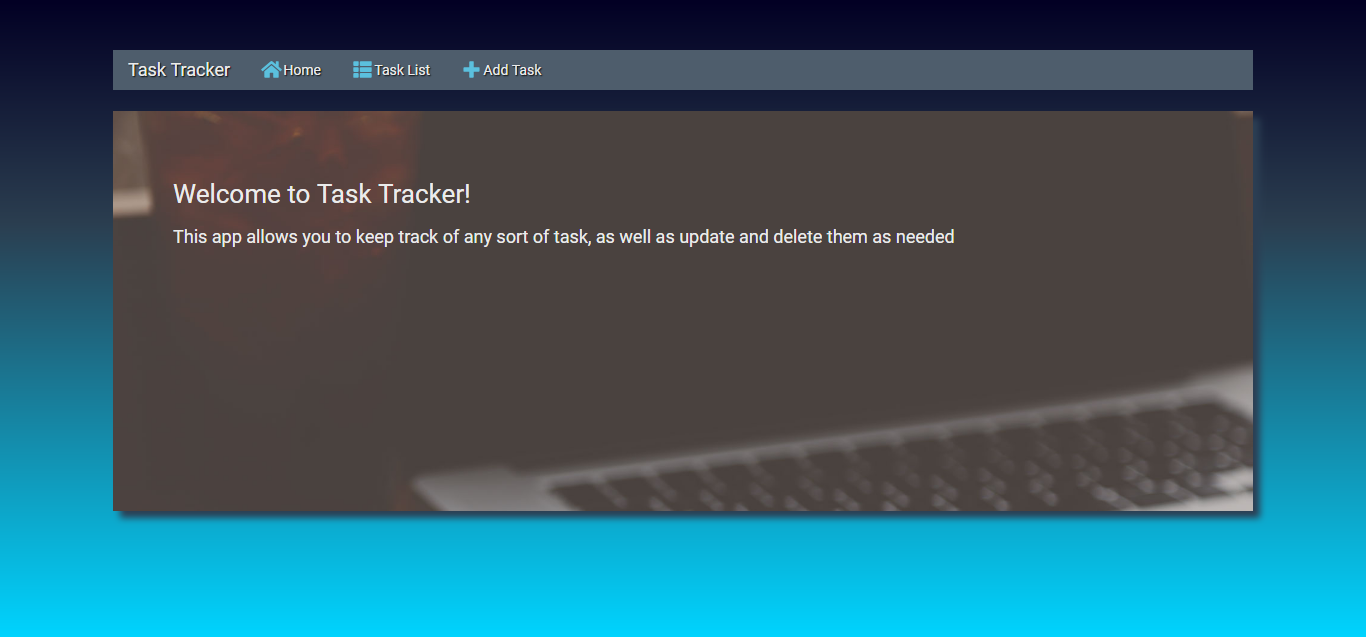 Task Tracker Home Task List Add Task
Welcome to Task Tracker!
This app allows you to keep track of any sort of task, as well as update and delete them as needed